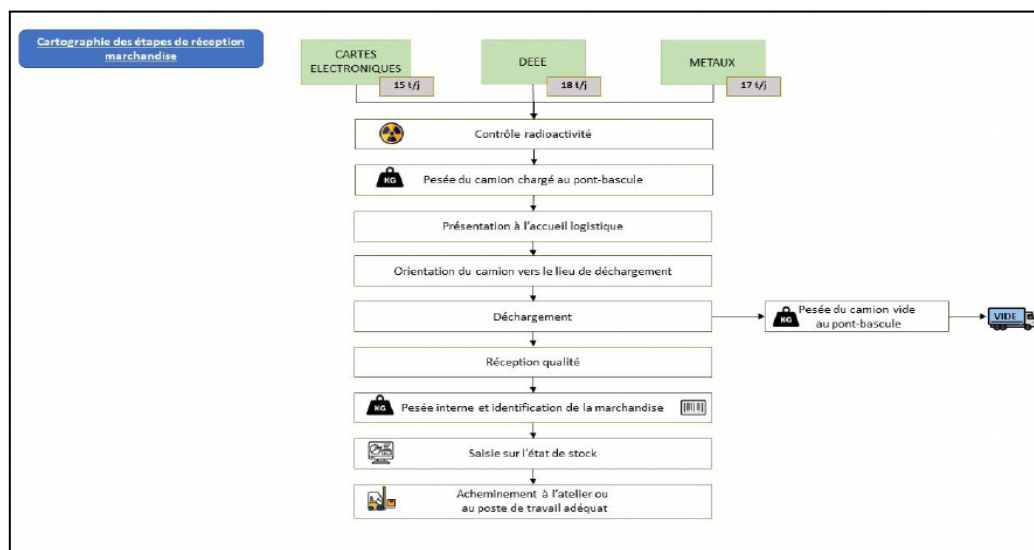 Cartographie des étapes de réception
marchandise
CARTES
ELECTRONIQUES
15 t/j
DEEE
18 t/j
METAUX
17 t/j
Contrôle radioactivité
KG
Pesée du camion chargé au pont-bascule
Présentation à l'accueil logistique
Orientation du camion vers le lieu de déchargement
Déchargement
KG
Pesée du camion vide
au pont-bascule
VIDE
Réception qualité
KG
Pesée interne et identification de la marchandise
Saisie sur l'état de stock
Acheminement à l'atelier ou
au poste de travail adéquat